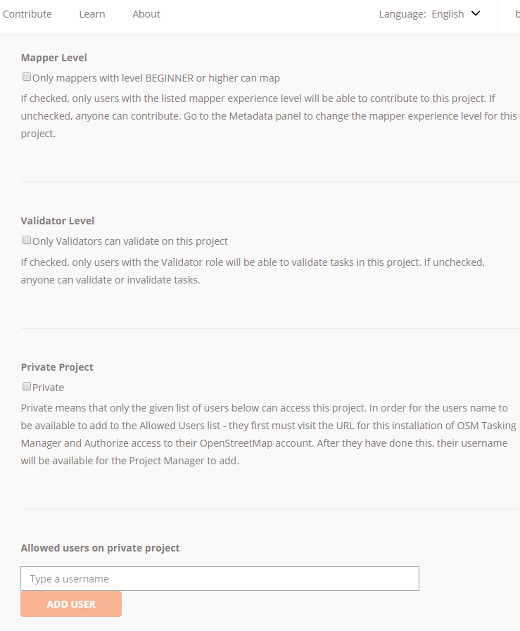 Contribute Learn About Language: English b
Mapper Level
Only mappers with level BEGINNER or higher can map
If checked, only users with the listed mapper experience level will be able to contribute to this project. If
unchecked, anyone can contribute. Go to the Metadata panel to change the mapper experience level for this
project.
Validator Level
Only Validators can validate on this project
If checked, only users with the Validator role will be able to validate tasks in this project. If unchecked,
anyone can validate or invalidate tasks.
Private Project
Private
Private means that only the given list of users below can access this project. In order for the users name to
be available to add to the Allowed Users list - they first must visit the URL for this installation of OSM Tasking
Manager and Authorize access to their OpenStreetMap account. After they have done this, their username
will be available for the Project Manager to add.
Allowed users on private project
Type a username
ADD USER